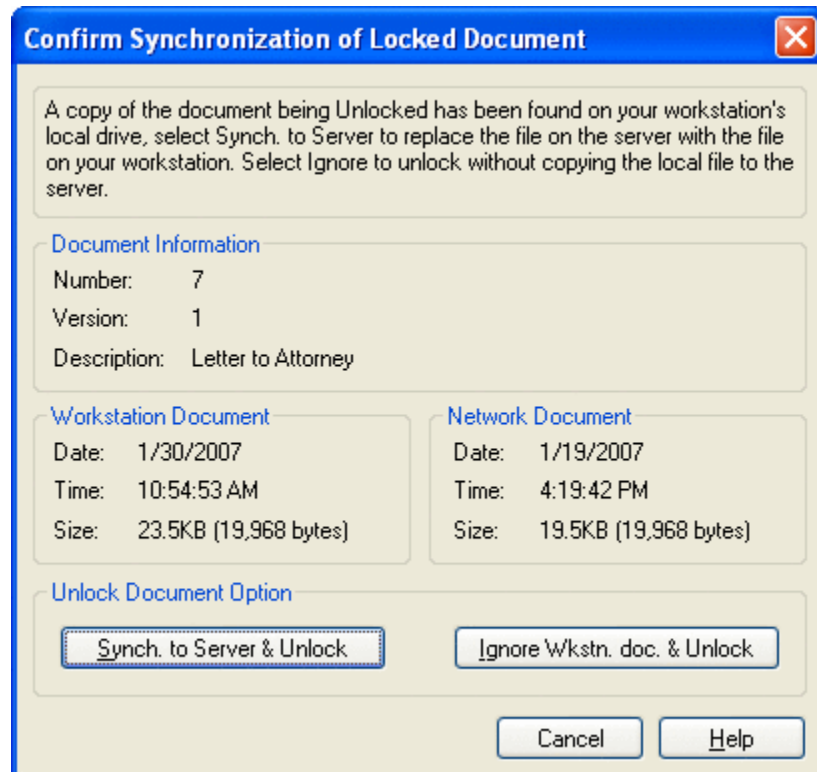 Confirm Synchronization of Locked Document
A copy of the document being Unlocked has been found on your workstation's
local drive, select Synch. to Server to replace the file on the server with the file
on your workstation. Select Ignore to unlock without copying the local file to the
server.
Document Information
Number: 7
Version: 1
Description: Letter to Attorney
Workstation Document
Date: 1/30/2007
Time: 10:54:53 AM
Size: 23.5KB (19,968 bytes)
Network Document
Date: 1/19/2007
Time: 4:19:42 PM
Size: 19.5KB (19,968 bytes)
Unlock Document Option
Synch. to Server & Unlock
Ignore Wkstn. doc. & Unlock
Cancel
Help